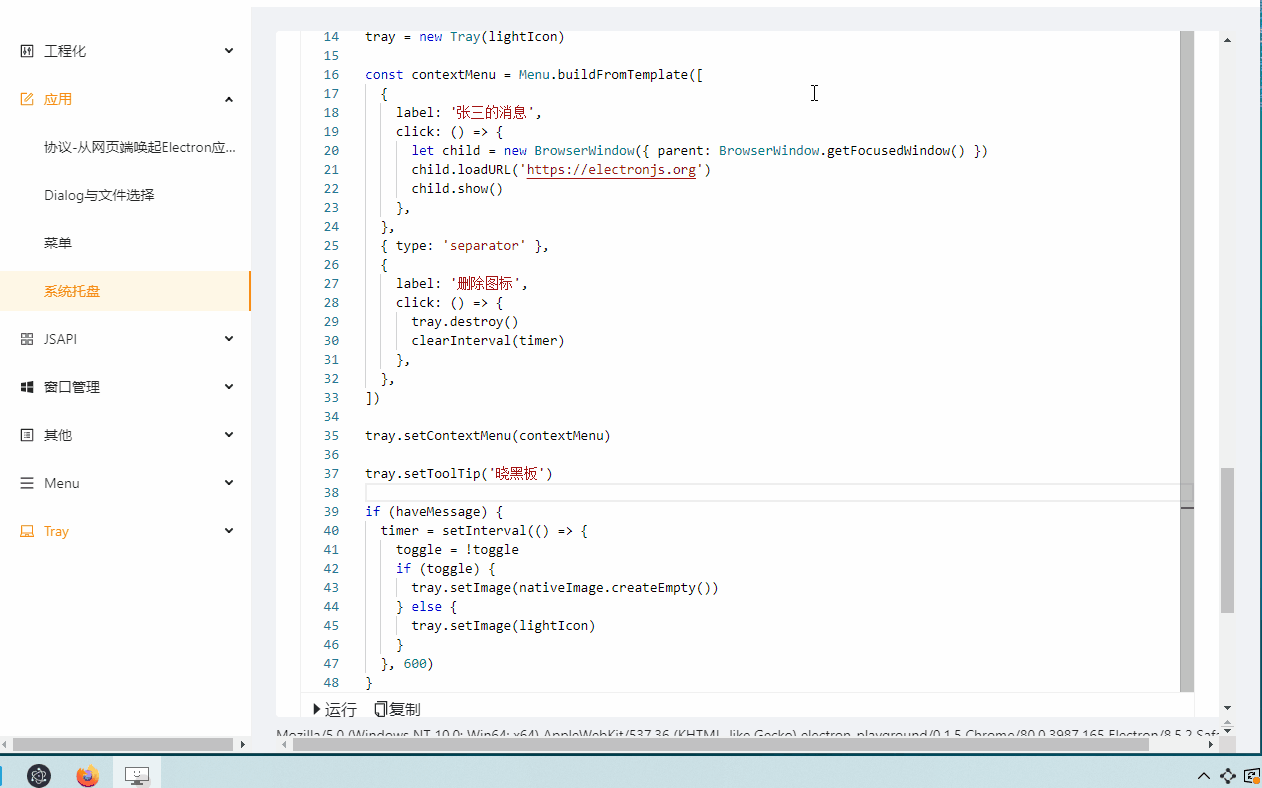 工程化
应用
协议-从网页端唤起Electron应...
Dialog与文件选择
菜单
系统托盘
JSAPI
窗口管理
其他
Menu
Tray
14 tray = new Tray(lightIcon)
15
16 const contextMenu = Menu.buildFromTemplate([
17 {
18 label: '张三的消息',
19 click: () => {
20 let child = new BrowserWindow({ parent: BrowserWindow.getFocusedWindow() })
21 child.loadURL('https://electronjs.org')
22 child.show()
23 },
24 },
25 { type: 'separator' },
26 {
27 label: '删除图标',
28 click: () => {
29 tray.destroy()
30 clearInterval(timer)
31 },
32 },
33 ])
34
35 tray.setContextMenu(contextMenu)
36
37 tray.setToolTip('晓黑板')
38
39 if (haveMessage) {
40 timer = setInterval(() => {
41 toggle = !toggle
42 if (toggle) {
43 tray.setImage(nativeImage.createEmpty())
44 } else {
45 tray.setImage(lightIcon)
46 }
47 }, 600)
48 }
运行 复制
Mozilla/5.0 (Windows NT 10.0; Win64; x64) AppleWebKit/537.36 (KHTML, like Gecko) electron-playground/0.1.5 Chrome/80.0.3987.165 Electron/8.5.2 Safa